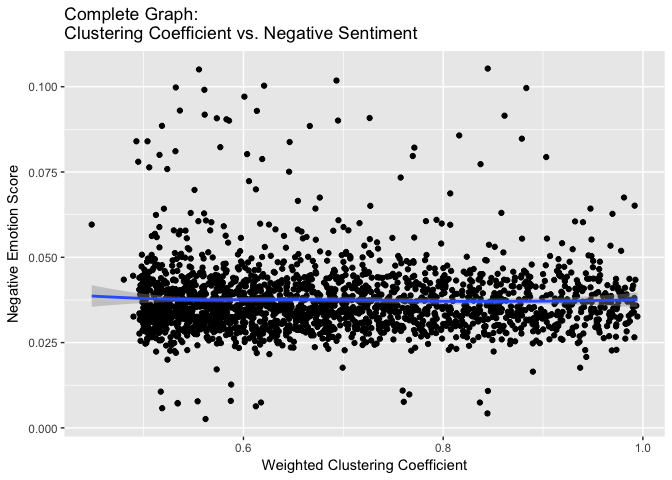 Complete Graph:
Clustering Coefficient vs. Negative Sentiment
Negative Emotion Score
0.100
0.075
0.050
0.025
0.000
0.6
0.8
1.0
Weighted Clustering Coefficient